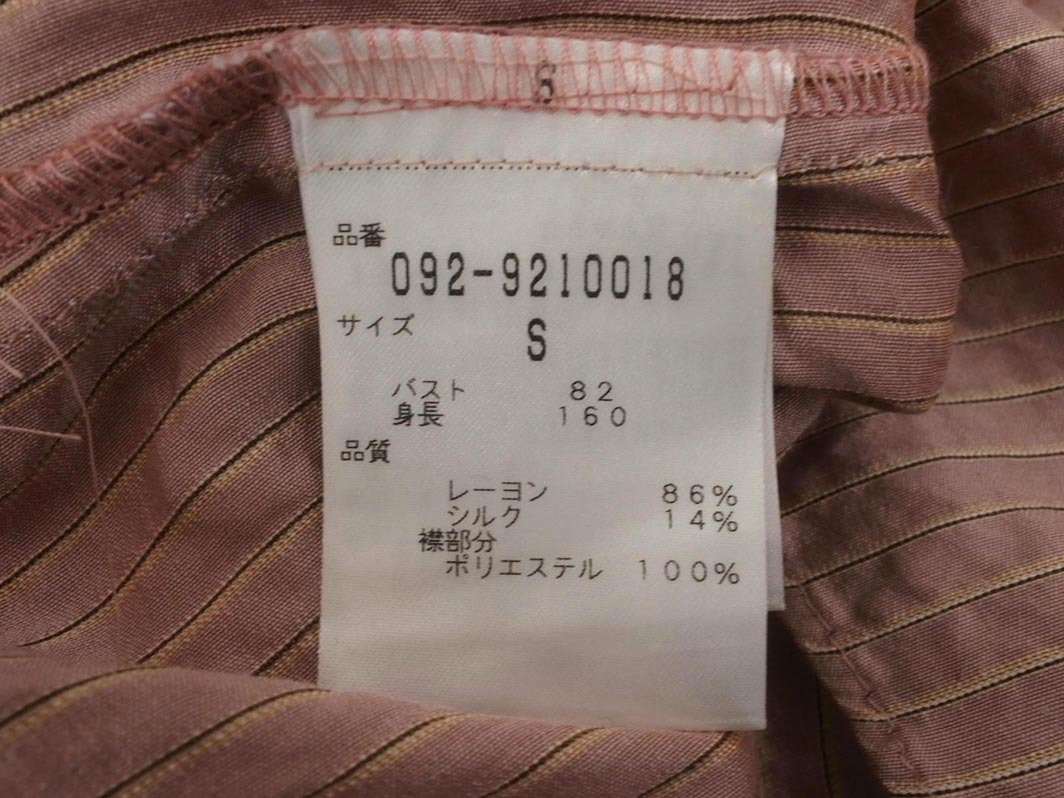 S
品番
092-9210018
サイズ S
バスト 82
身長 160
品質
レーヨン 86%
シルク 14%
襟部分
ポリエステル 100%